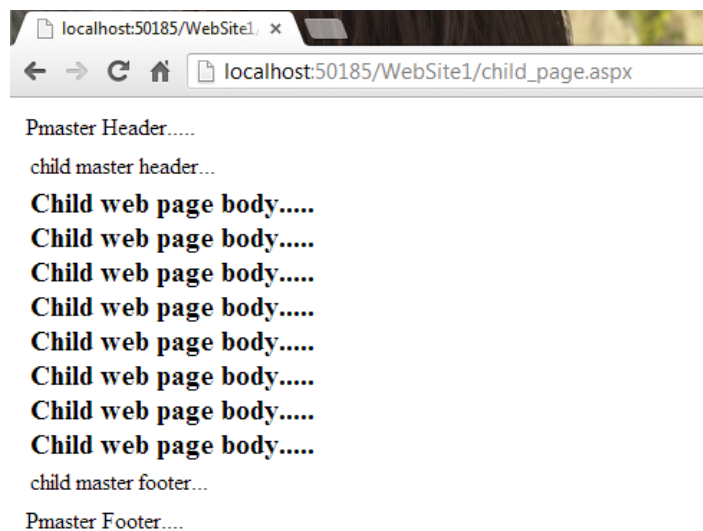 localhost:50185/WebSite1/
localhost:50185/WebSite1/child_page.aspx
Pmaster Header.....
child master header...
Child web page body.....
Child web page body.....
Child web page body.....
Child web page body.....
Child web page body.....
Child web page body.....
Child web page body.....
Child web page body.....
child master footer...
Pmaster Footer....